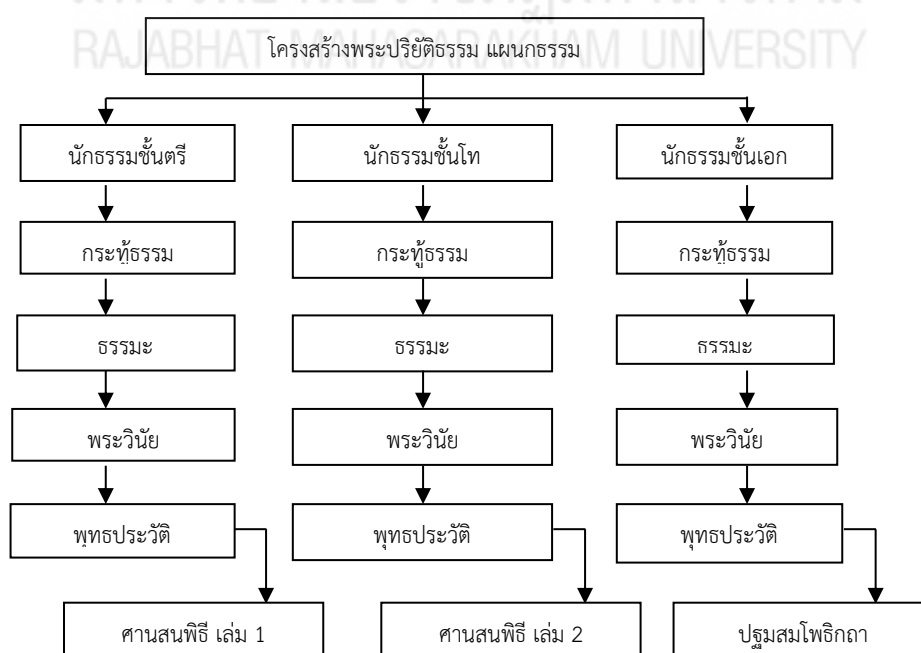 RAJABHAT MAHASARAKHAM UNIVERSITY
โครงสร้างพระปริยัติธรรม แผนกธรรม
นักธรรมชั้นตรี นักธรรมชั้นโท นักธรรมชั้นเอก
กระทู้ธรรม กระทู้ธรรม กระทู้ธรรม
ธรรมะ ธรรมะ ธรรมะ
พระวินัย พระวินัย พระวินัย
พุทธประวัติ พุทธประวัติ พุทธประวัติ
ศานสนพิธี เล่ม 1 ศานสนพิธี เล่ม 2 ปฐมสมโพธิกถา